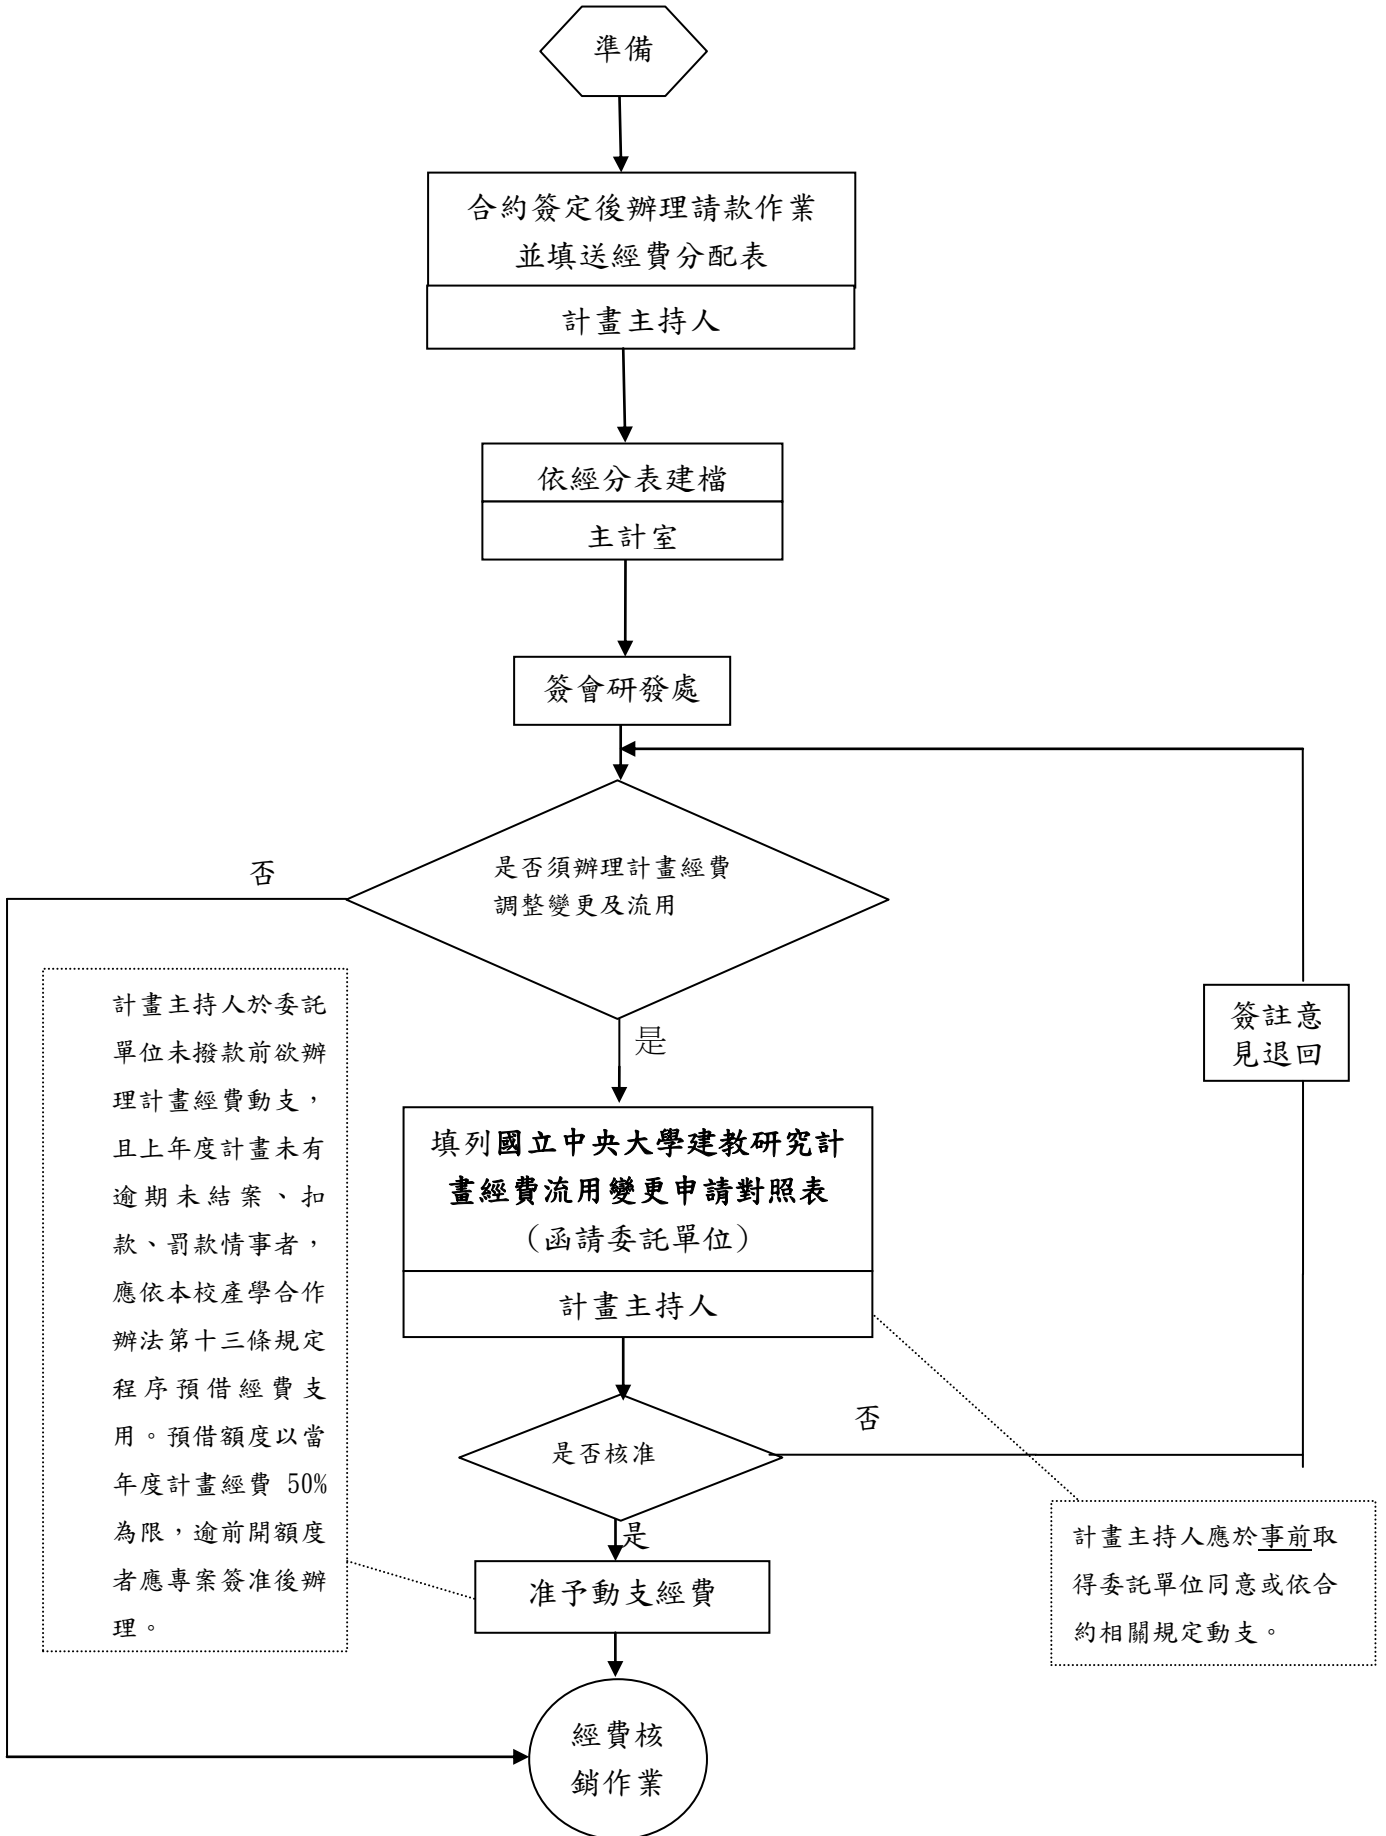 準備
合約簽定後辦理請款作業
並填送經費分配表
計畫主持人
依經分表建檔
主計室
簽會研發處
是否須辦理計畫經費
調整變更及流用
否
是
計畫主持人於委託
單位未撥款前欲辦
理計畫經費動支，
且上年度計畫未有
逾期未結案、扣
款、罰款情事者，
應依本校產學合作
辦法第十三條規定
程序預借經費支
用。預借額度以當
年度計畫經費 50%
為限，逾前開額度
者應專案簽准後辦
理。
簽註意
見退回
填列國立中央大學建教研究計
畫經費流用變更申請對照表
（函請委託單位）
計畫主持人
是否核准
否
是
計畫主持人應於事前取
得委託單位同意或依合
約相關規定動支。
准予動支經費
經費核
銷作業